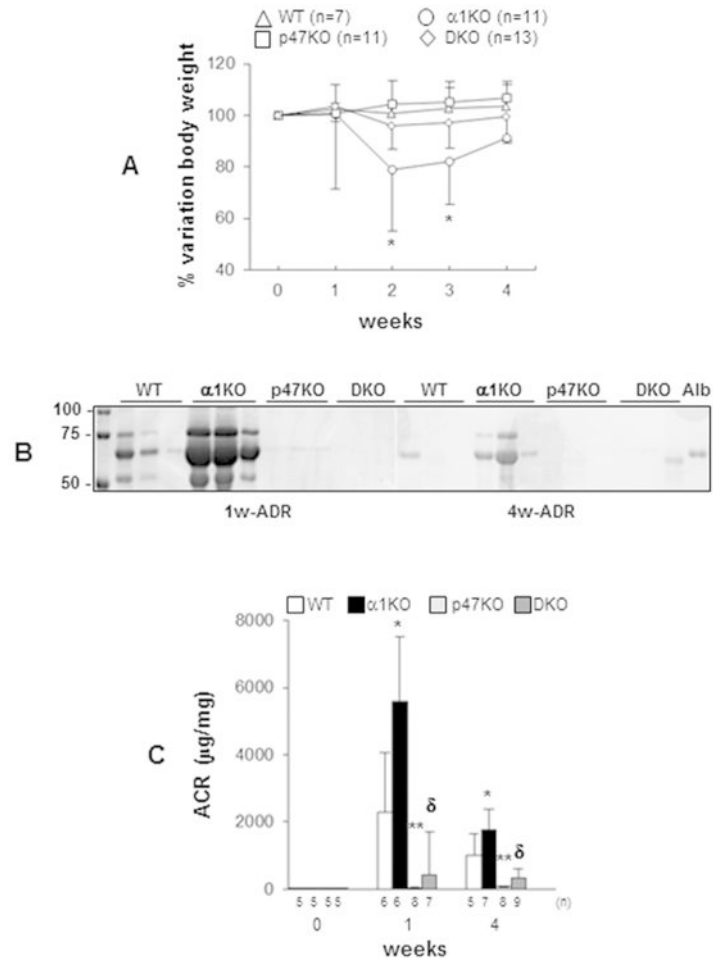 WT (n=7) α1KO (n=11)
p47KO (n=11) DKO (n=13)
A
% variation body weight
120
100
80
60
40
*
*
0 1 2 3 4
weeks
B
WT α1KO p47KO DKO WT α1KO p47KO DKO Alb
100 -
75 -
50 -
1w-ADR 4w-ADR
C
WT α1KO p47KO DKO
ACR (µg/mg)
8000
6000
4000
2000
0
*
**
δ
*
**
δ
5 5 5 5 6 6 8 7 5 7 8 9 (n)
0 1 4
weeks